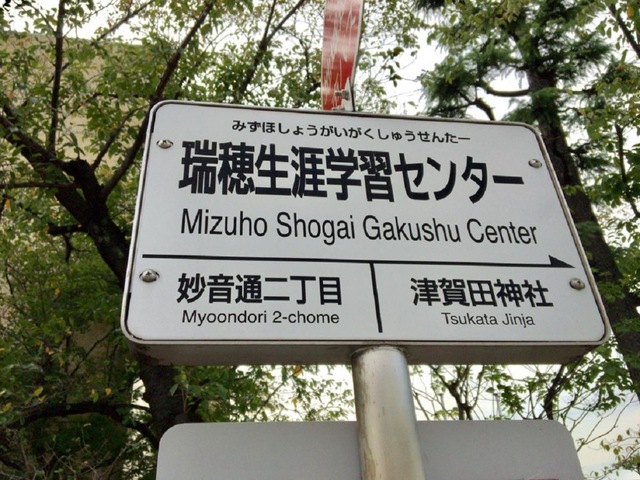 みずほしょうがいがくしゅうせんたー
瑞穂生涯学習センター
Mizuho Shogai Gakushu Center
妙音通二丁目 津賀田神社
Myoondori 2-chome Tsukata Jinja